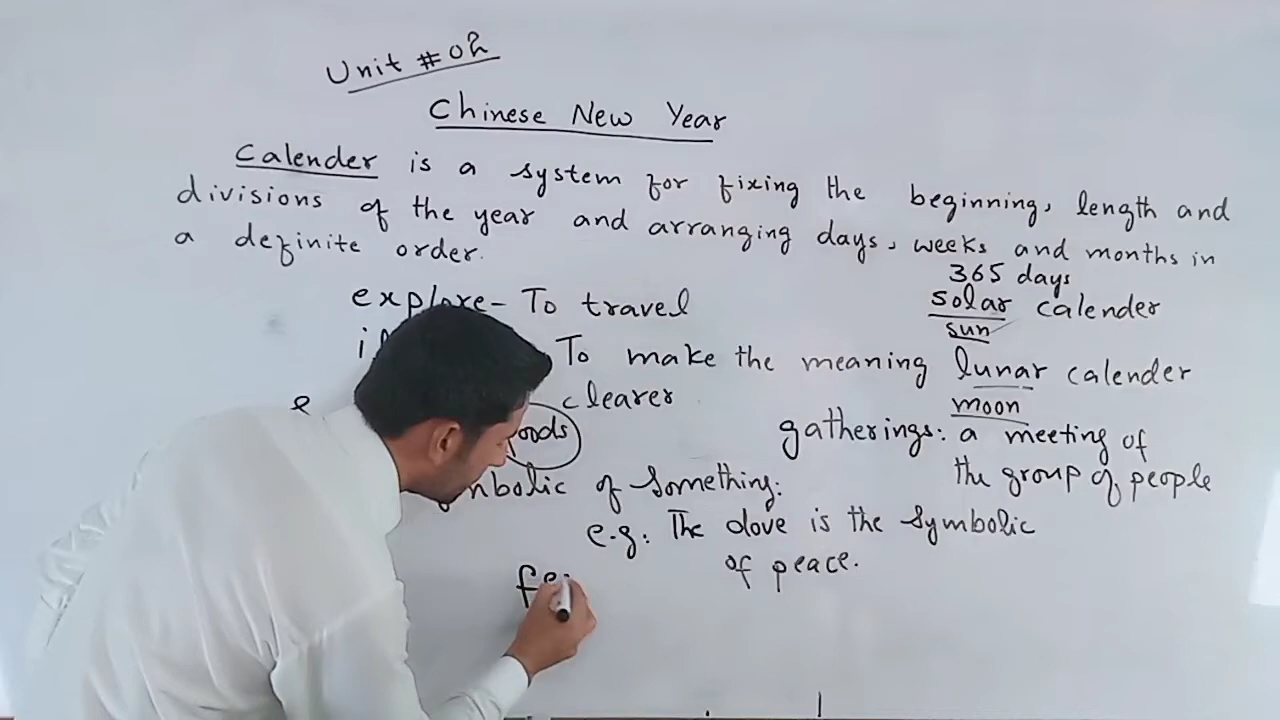 Unit #02
Chinese New Year
Calender is a system for fixing the beginning, length and
divisions of the year and arranging days, weeks and months in
a definite order.
365 days
explore - To travel
solar calender
sun
To make the meaning
clearer
lunar calender
moon
gatherings: a meeting of
the group of people
of something:
e.g: The dove is the symbolic
of peace.